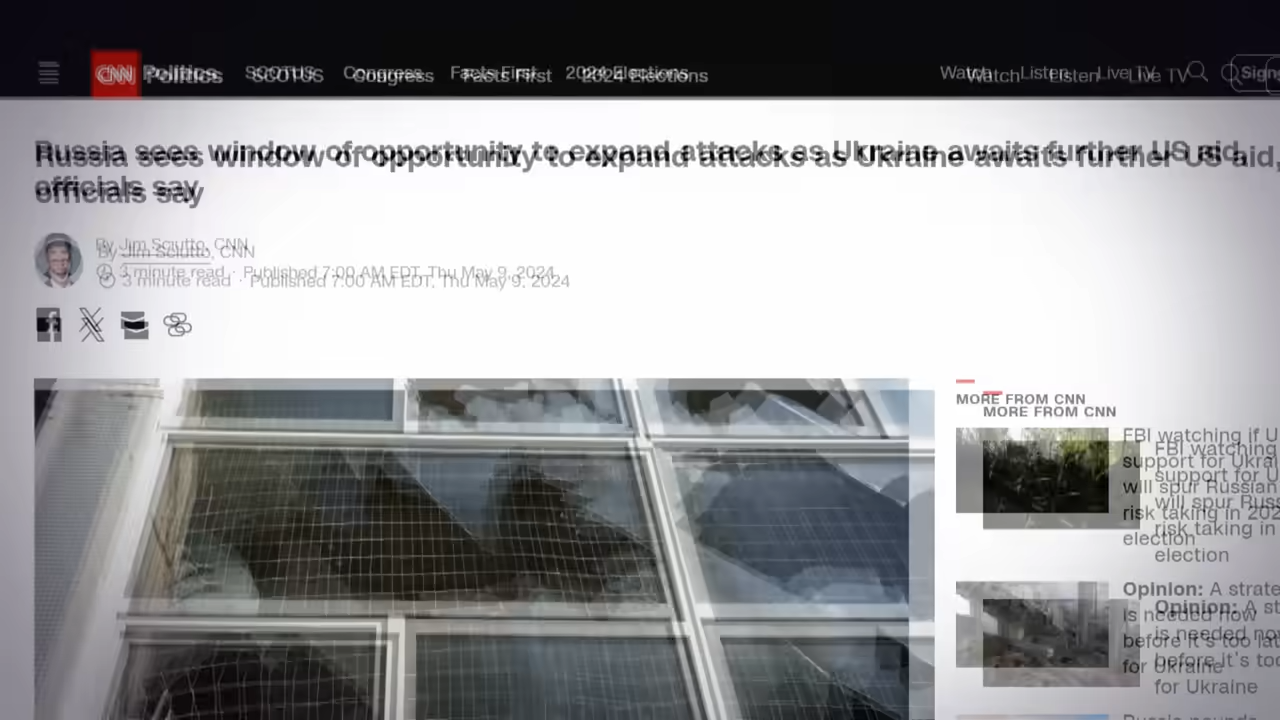 CNN Politics SCOTUS Congress Facts First 2024 Elections Watch Listen Live TV Sign
Russia sees window of opportunity to expand attacks as Ukraine awaits further US aid,
officials say
By Jim Sciutto, CNN
3 minute read · Published 7:00 AM EDT, Thu May 9, 2024
MORE FROM CNN
FBI watching if U
support for Ukrai
will spur Russian
risk taking in 202
election
Opinion: A strate
is needed now
before it's too lat
for Ukraine